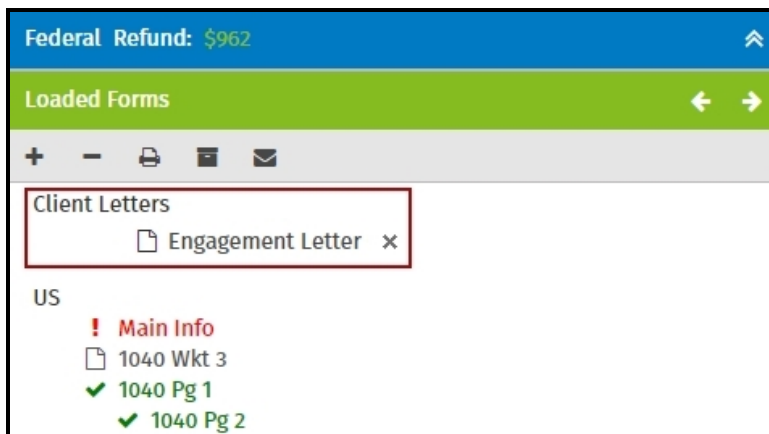 Federal Refund: $962
Loaded Forms
Client Letters
Engagement Letter
US
Main Info
1040 Wkt 3
1040 Pg 1
1040 Pg 2